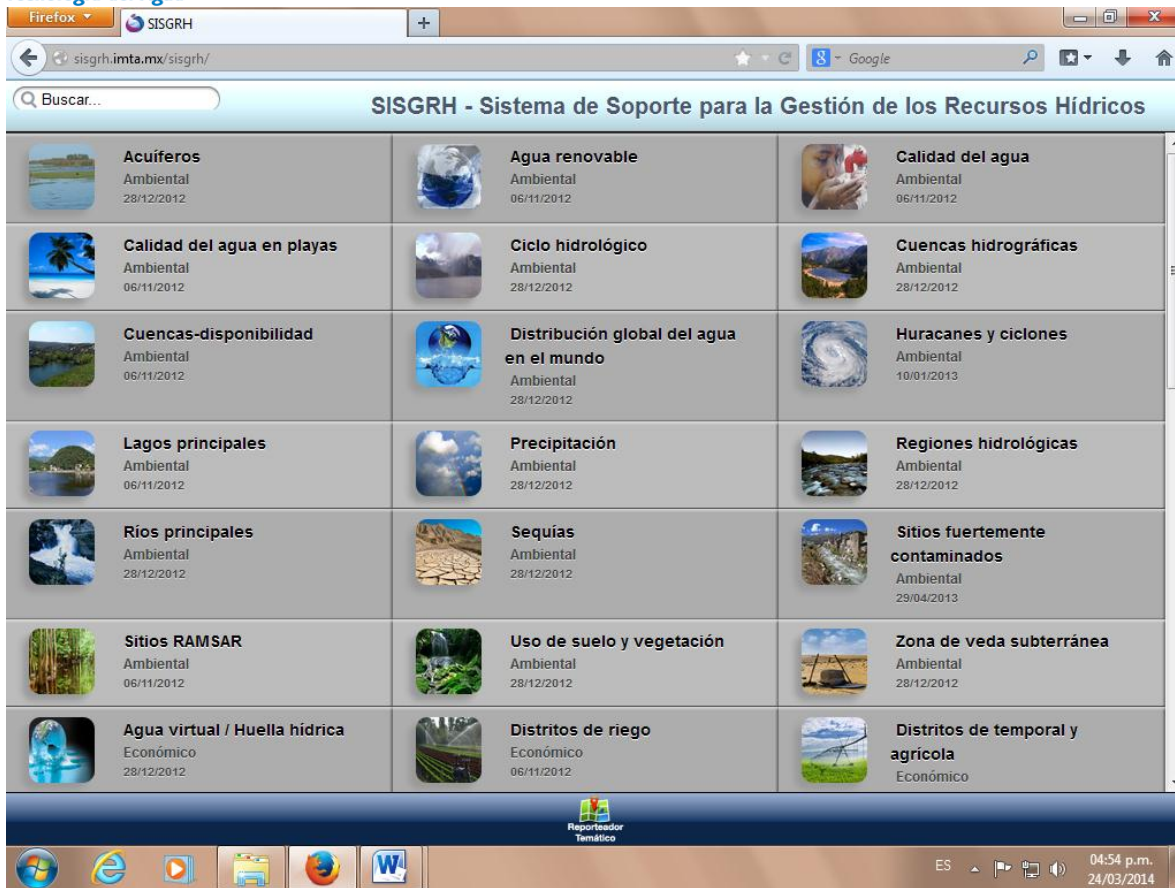 Firefox
SISGRH
sisgrh.imta.mx/sisgrh/
Google
Buscar...
SISGRH - Sistema de Soporte para la Gestión de los Recursos Hídricos
Acuíferos
Ambiental
28/12/2012
Agua renovable
Ambiental
06/11/2012
Calidad del agua
Ambiental
06/11/2012
Calidad del agua en playas
Ambiental
06/11/2012
Ciclo hidrológico
Ambiental
28/12/2012
Cuencas hidrográficas
Ambiental
28/12/2012
Cuencas-disponibilidad
Ambiental
06/11/2012
Distribución global del agua
en el mundo
Ambiental
28/12/2012
Huracanes y ciclones
Ambiental
10/01/2013
Lagos principales
Ambiental
06/11/2012
Precipitación
Ambiental
28/12/2012
Regiones hidrológicas
Ambiental
28/12/2012
Ríos principales
Ambiental
28/12/2012
Sequías
Ambiental
28/12/2012
Sitios fuertemente
contaminados
Ambiental
29/04/2013
Sitios RAMSAR
Ambiental
06/11/2012
Uso de suelo y vegetación
Ambiental
28/12/2012
Zona de veda subterránea
Ambiental
28/12/2012
Agua virtual / Huella hídrica
Económico
28/12/2012
Distritos de riego
Económico
06/11/2012
Distritos de temporal y
agrícola
Económico
Reporteador
Temático
ES
04:54 p.m.
24/03/2014